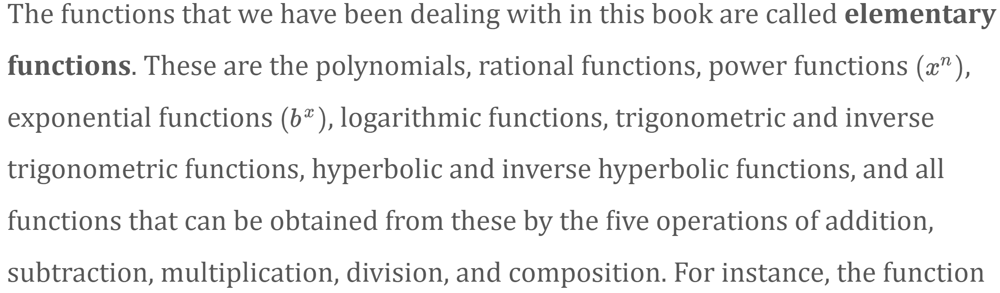 The functions that we have been dealing with in this book are called elementary
functions. These are the polynomials, rational functions, power functions (xⁿ),
exponential functions (bˣ), logarithmic functions, trigonometric and inverse
trigonometric functions, hyperbolic and inverse hyperbolic functions, and all
functions that can be obtained from these by the five operations of addition,
subtraction, multiplication, division, and composition. For instance, the function